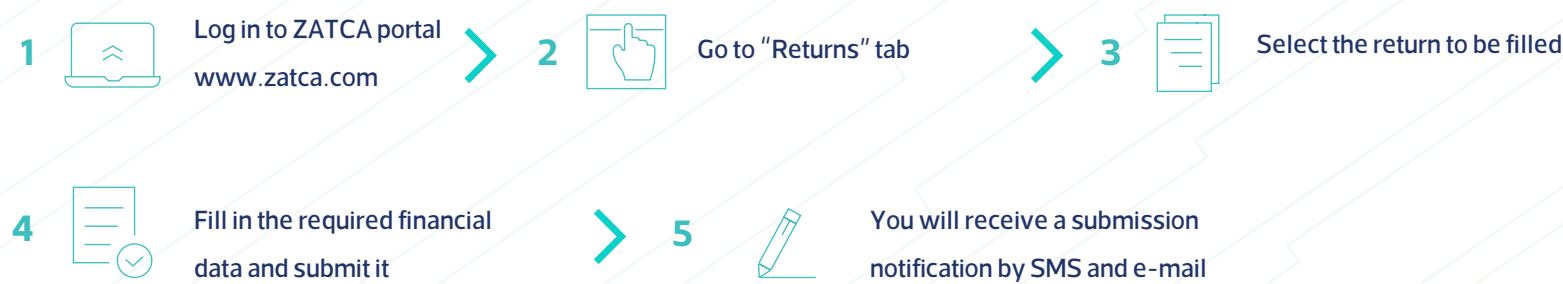 1
Log in to ZATCA portal
www.zatca.com
2
Go to “Returns” tab
3
Select the return to be filled
4
Fill in the required financial
data and submit it
5
You will receive a submission
notification by SMS and e-mail